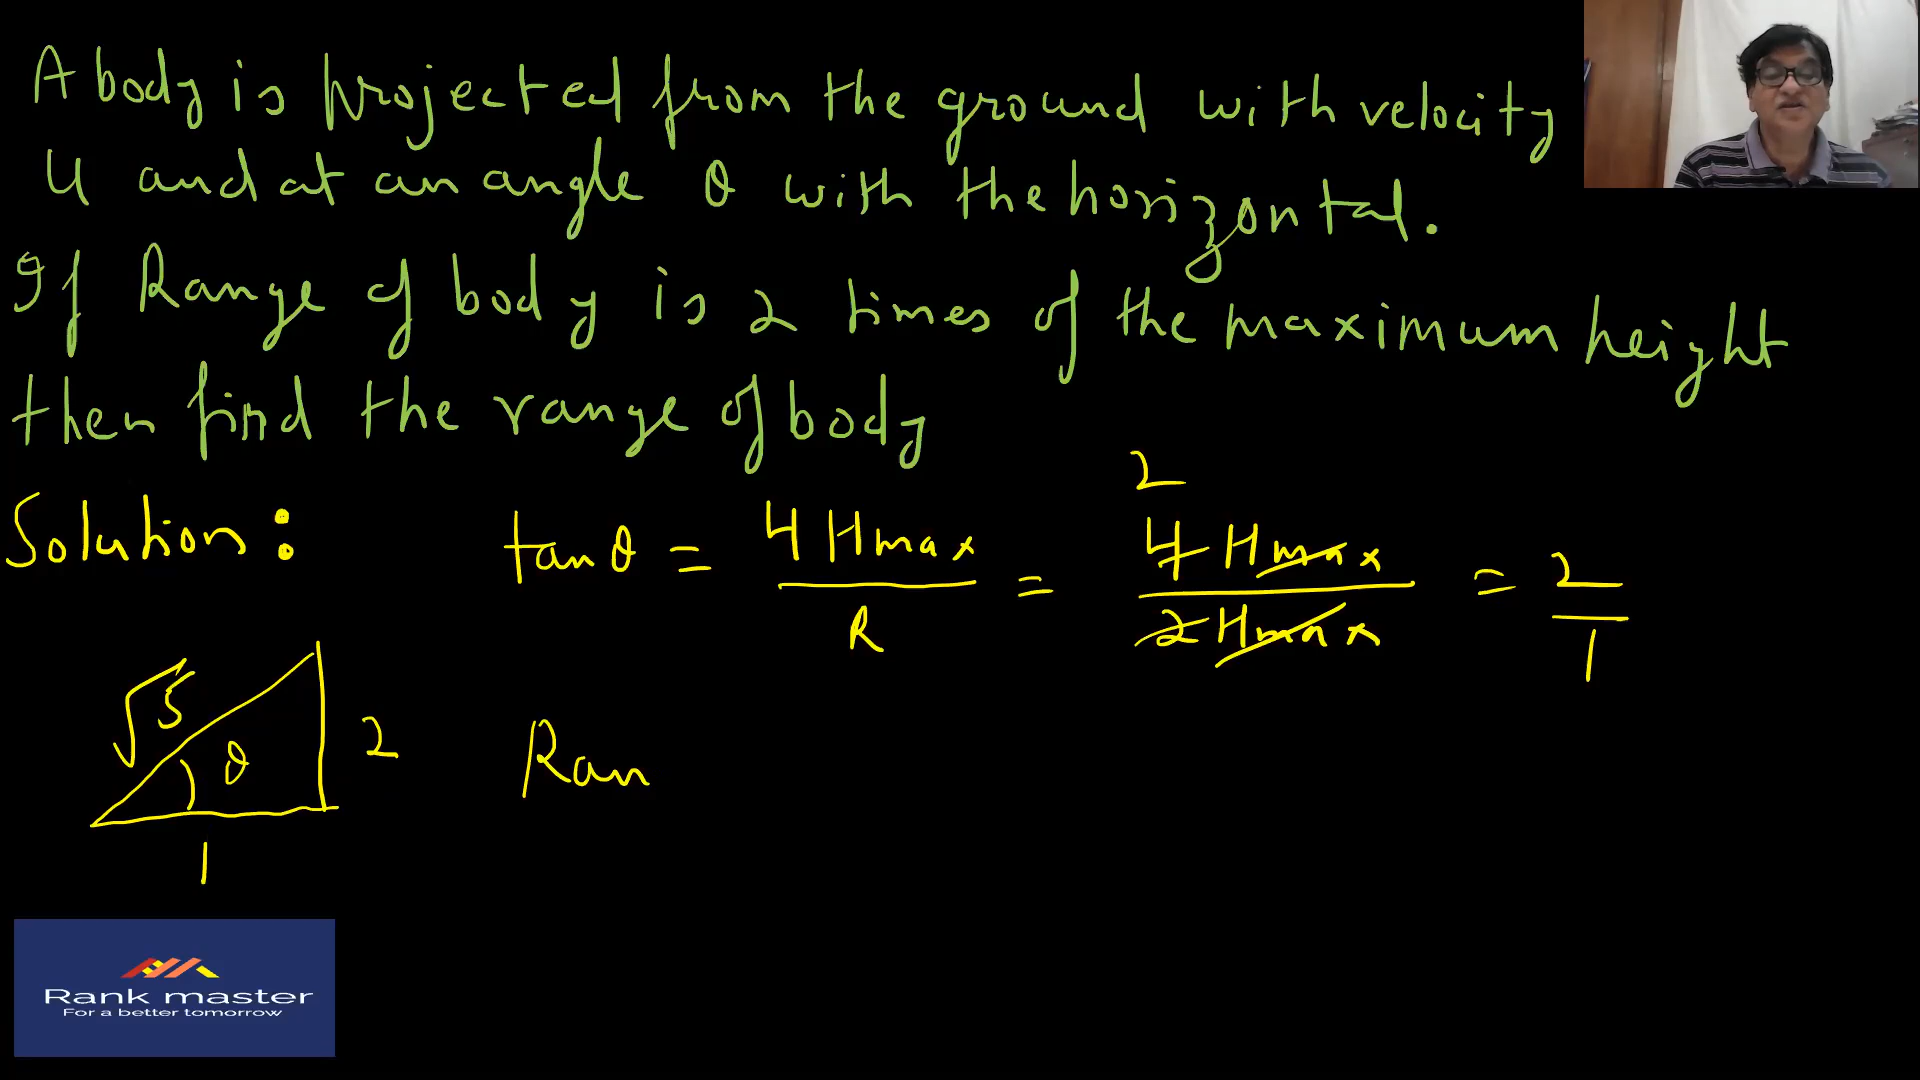 A body is projected from the ground with velocity
u and at an angle θ with the horizontal.
If Range of body is 2 times of the maximum height
then find the range of body
Solution: tanθ = 4 Hmax / R = 2 4 Hmax / 2 Hmax = 2 / 1
√5 θ 2
1
Ran
Rank master
For a better tomorrow